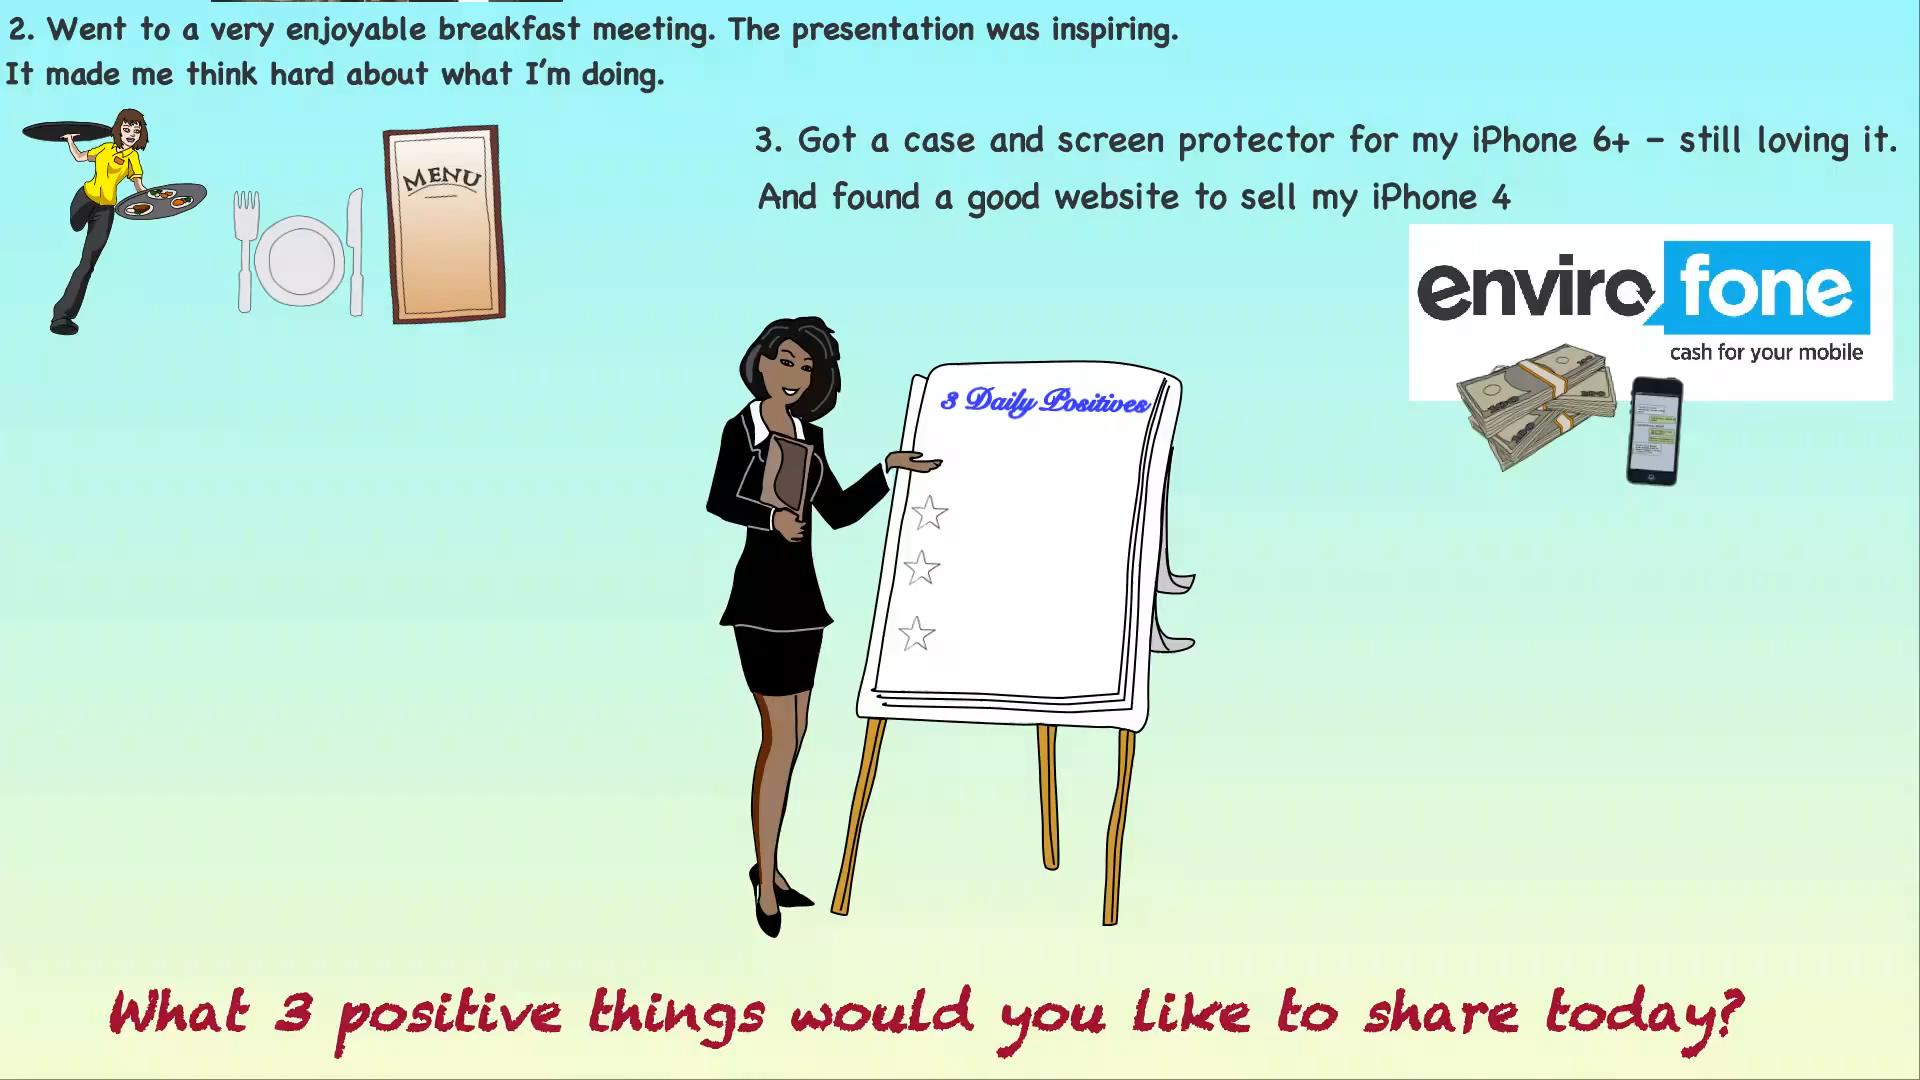 2. Went to a very enjoyable breakfast meeting. The presentation was inspiring.
It made me think hard about what I'm doing.
MENU
3. Got a case and screen protector for my iPhone 6+ – still loving it.
And found a good website to sell my iPhone 4
envirofone
cash for your mobile
3 Daily Positives
What 3 positive things would you like to share today?